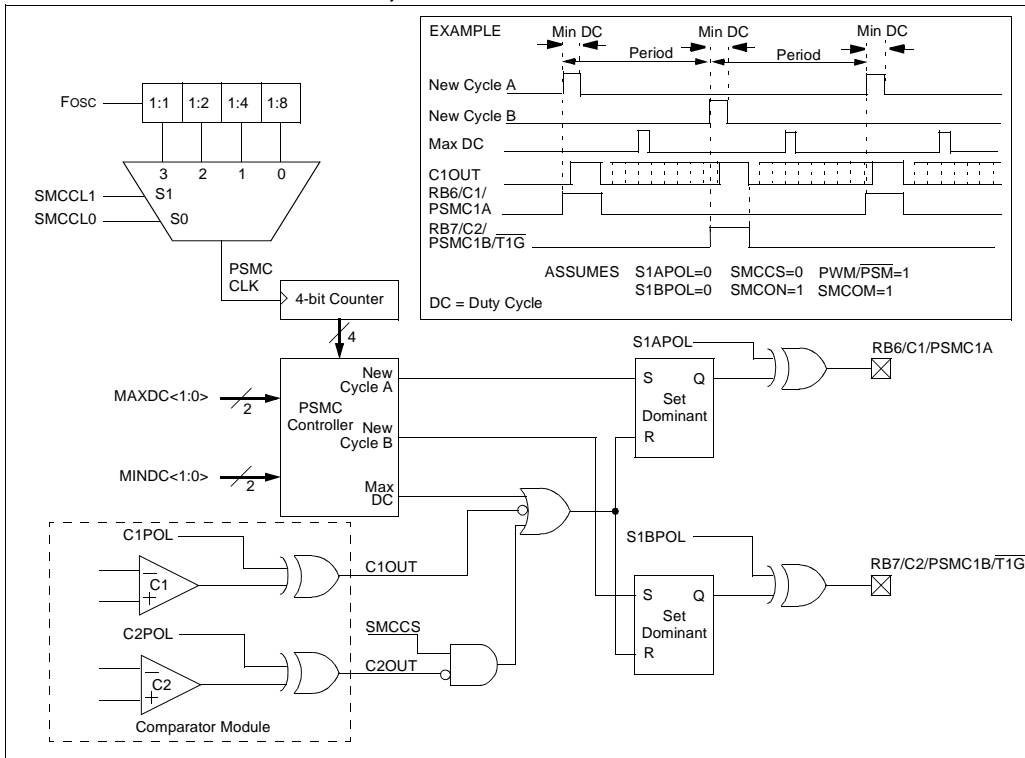 EXAMPLE
Min DC Min DC Min DC
Period Period
New Cycle A
New Cycle B
Max DC
C1OUT
RB6/C1/
PSMC1A
RB7/C2/
PSMC1B/T1G
ASSUMES S1APOL=0 SMCCS=0 PWM/PSM=1
S1BPOL=0 SMCON=1 SMCOM=1
DC = Duty Cycle
FOSC 1:1 1:2 1:4 1:8
3 2 1 0
SMCCL1 S1
SMCCL0 S0
PSMC
CLK
4-bit Counter
4
MAXDC<1:0> 2
MINDC<1:0> 2
PSMC
Controller
New
Cycle A
New
Cycle B
Max
DC
S1APOL
RB6/C1/PSMC1A
S Q
Set
Dominant
R
S1BPOL
RB7/C2/PSMC1B/T1G
S Q
Set
Dominant
R
C1POL
C1
–
+
C1OUT
SMCCS
C2POL
C2
–
+
C2OUT
Comparator Module